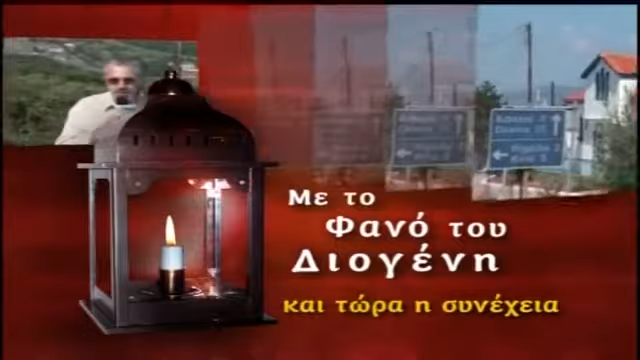 Με το
Φανό του
Διογένη
και τώρα η συνέχεια